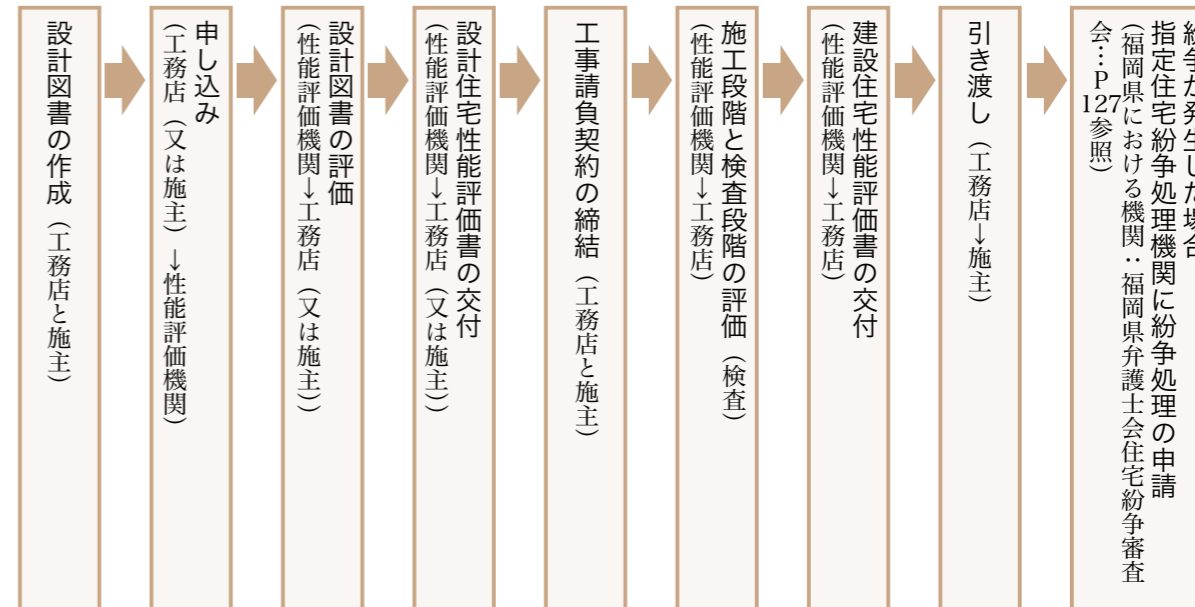 設計図書の作成（工務店と施主）
申し込み
（工務店（又は施主）→性能評価機関）
設計図書の評価
（性能評価機関→工務店（又は施主））
設計住宅性能評価書の交付
（性能評価機関→工務店（又は施主））
工事請負契約の締結（工務店と施主）
施工段階と検査段階の評価（検査）
（性能評価機関→工務店）
建設住宅性能評価書の交付
（性能評価機関→工務店）
引き渡し（工務店→施主）
紛争が発生した場合
指定住宅紛争処理機関に紛争処理の申請
（福岡県における機関：福岡県弁護士会住宅紛争審査
会…P127参照）